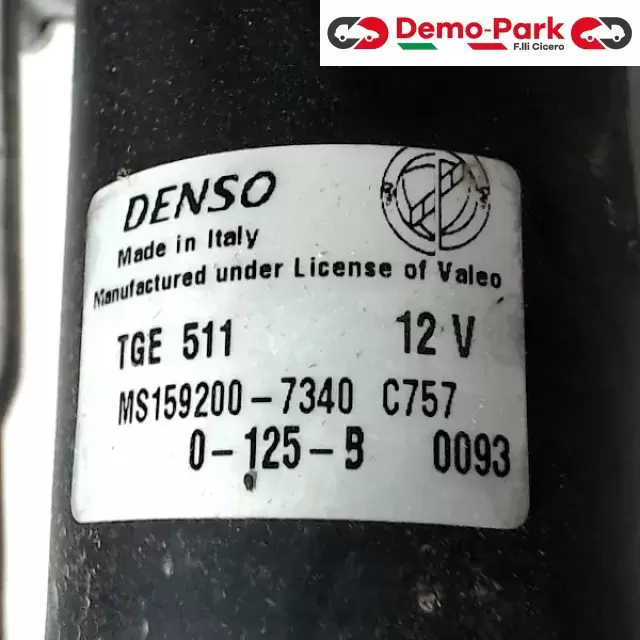 Demo-Park
F.lli Cicero
DENSO
Made in Italy
Manufactured under License of Valeo
TGE 511 12 V
MS159200-7340 C757
0-125-B 0093